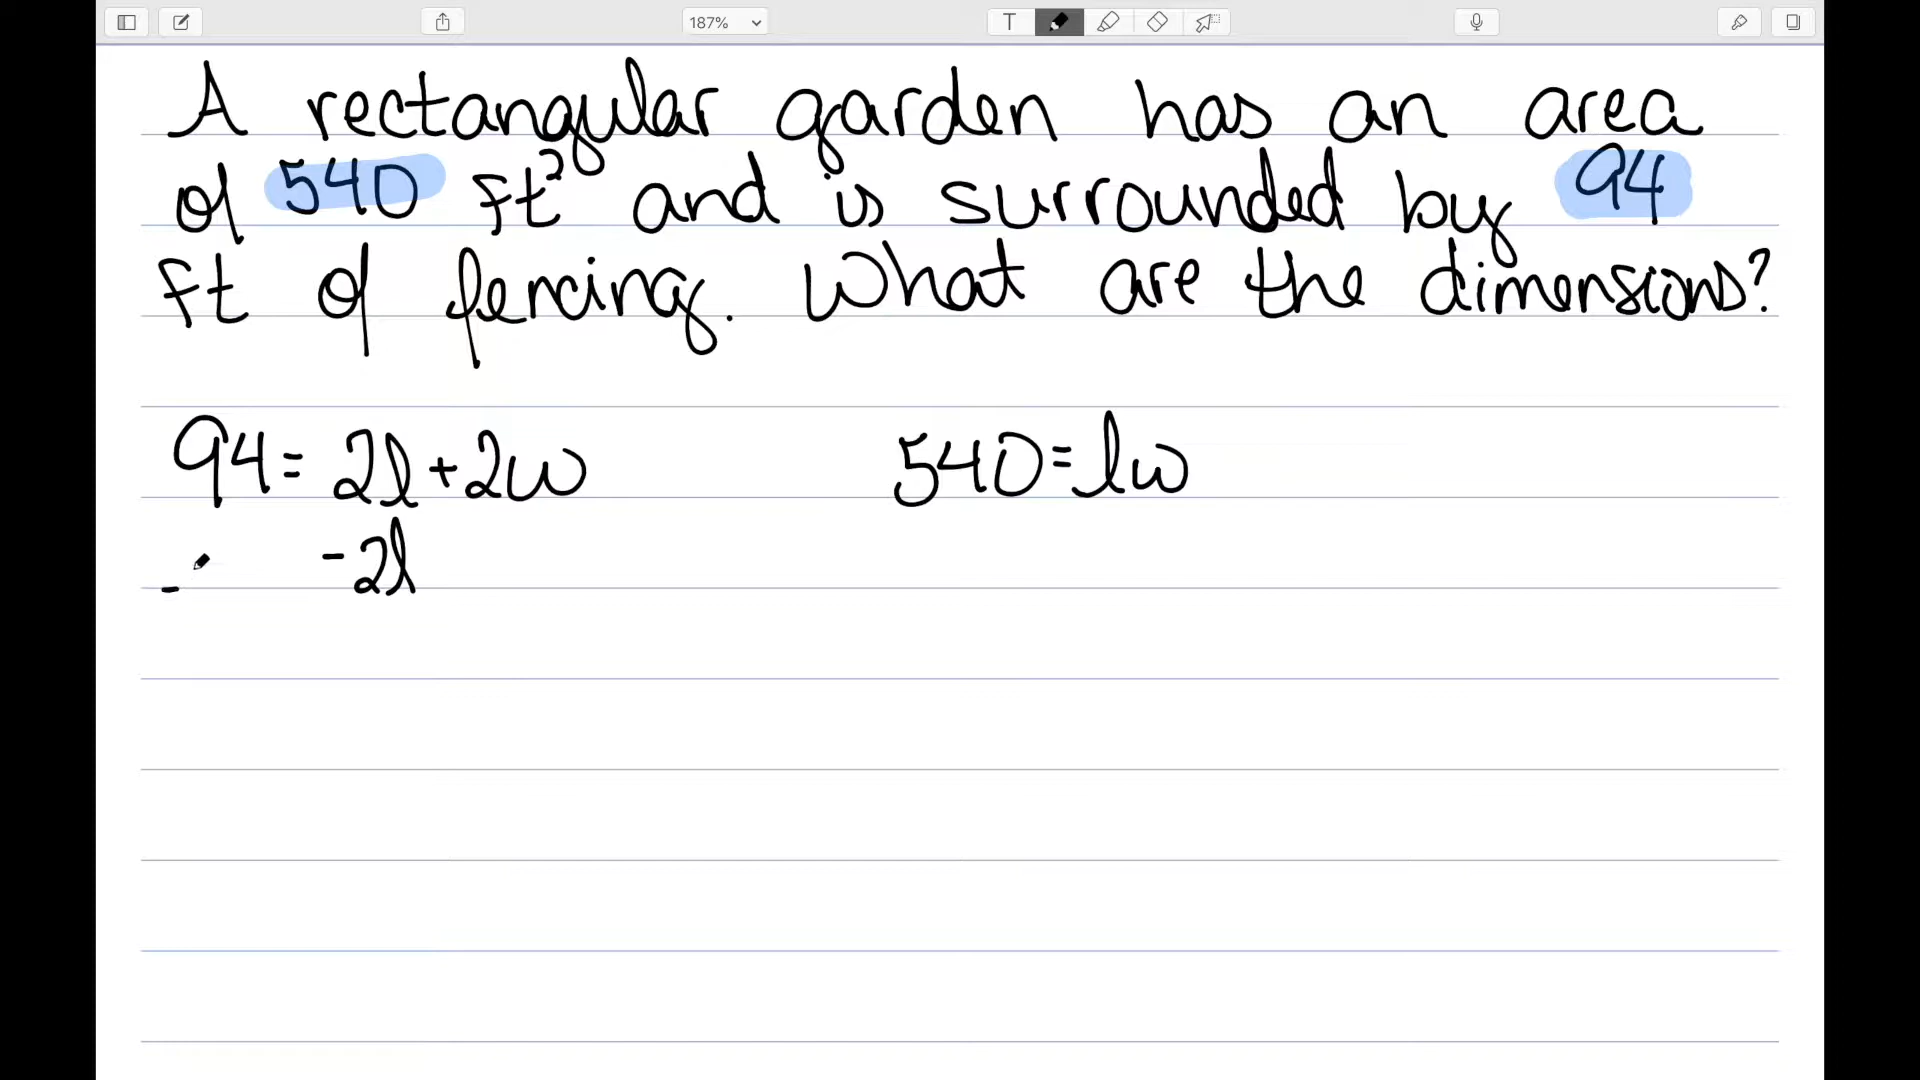 187%
T
A rectangular garden has an area
of 540 ft² and is surrounded by 94
ft of fencing. What are the dimensions?
94 = 2l + 2w
540 = lw
- 2l
-